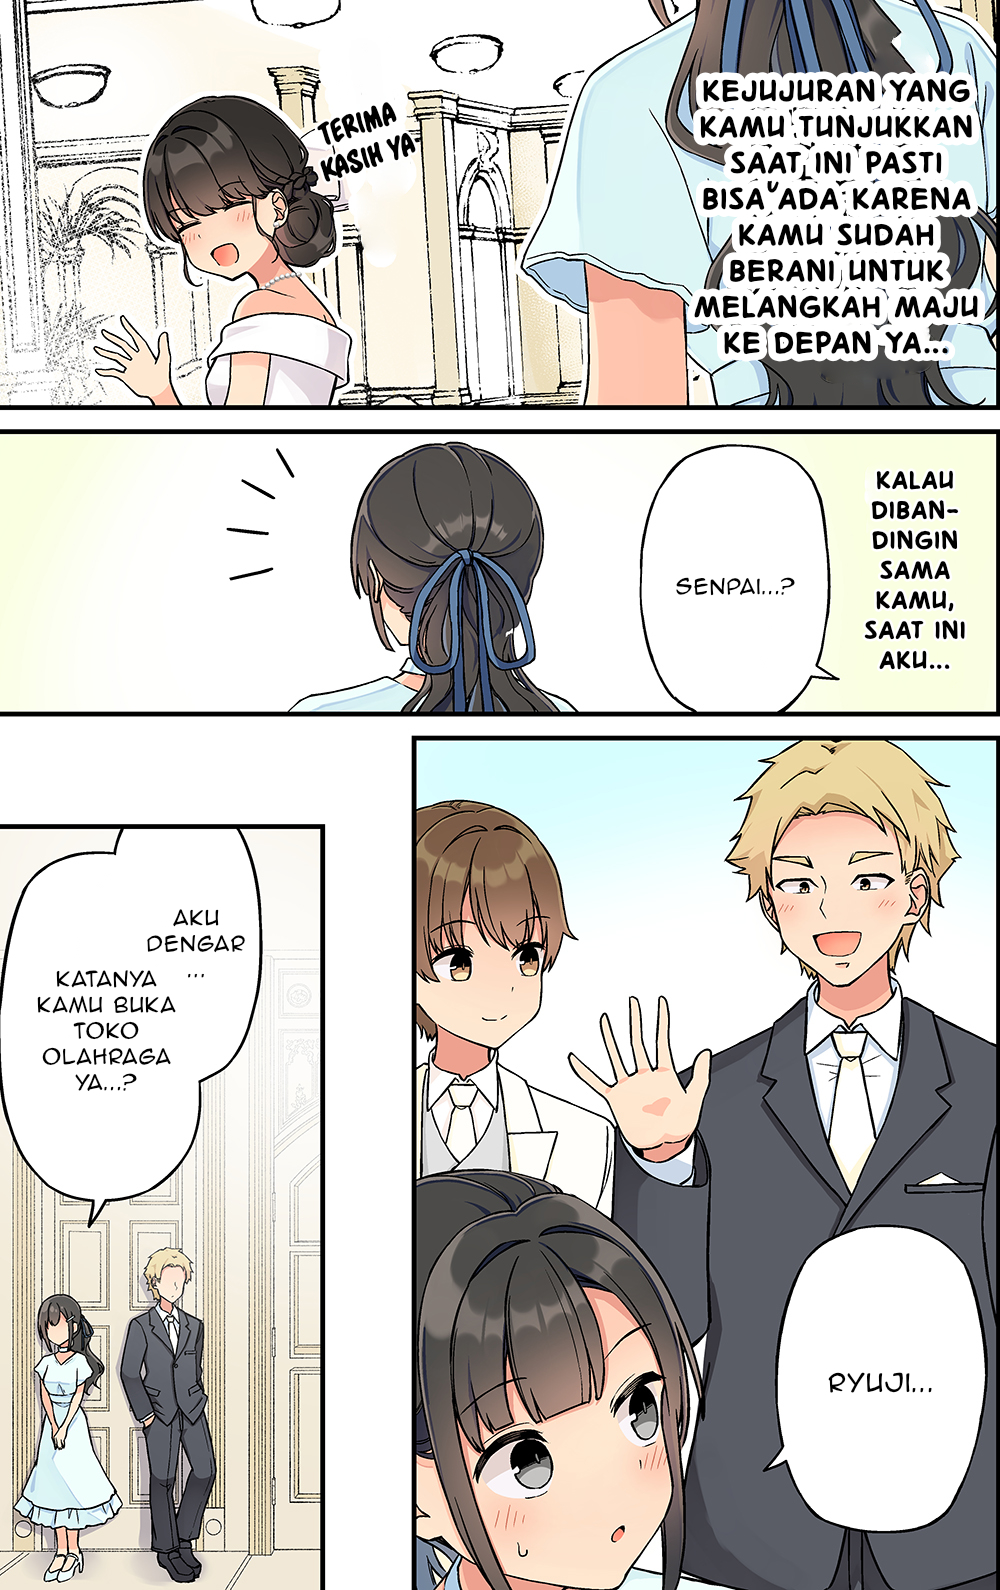 KEJUJURAN YANG
KAMU TUNJUKKAN
SAAT INI PASTI
BISA ADA KARENA
KAMU SUDAH
BERANI UNTUK
MELANGKAH MAJU
KE DEPAN YA...
TERIMA
KASIH YA-
KALAU
DIBAN-
DINGIN
SAMA
KAMU,
SAAT INI
AKU...
SENPAI...?
RYUJI...
AKU
DENGAR
...
KATANYA
KAMU BUKA
TOKO
OLAHRAGA
YA...?